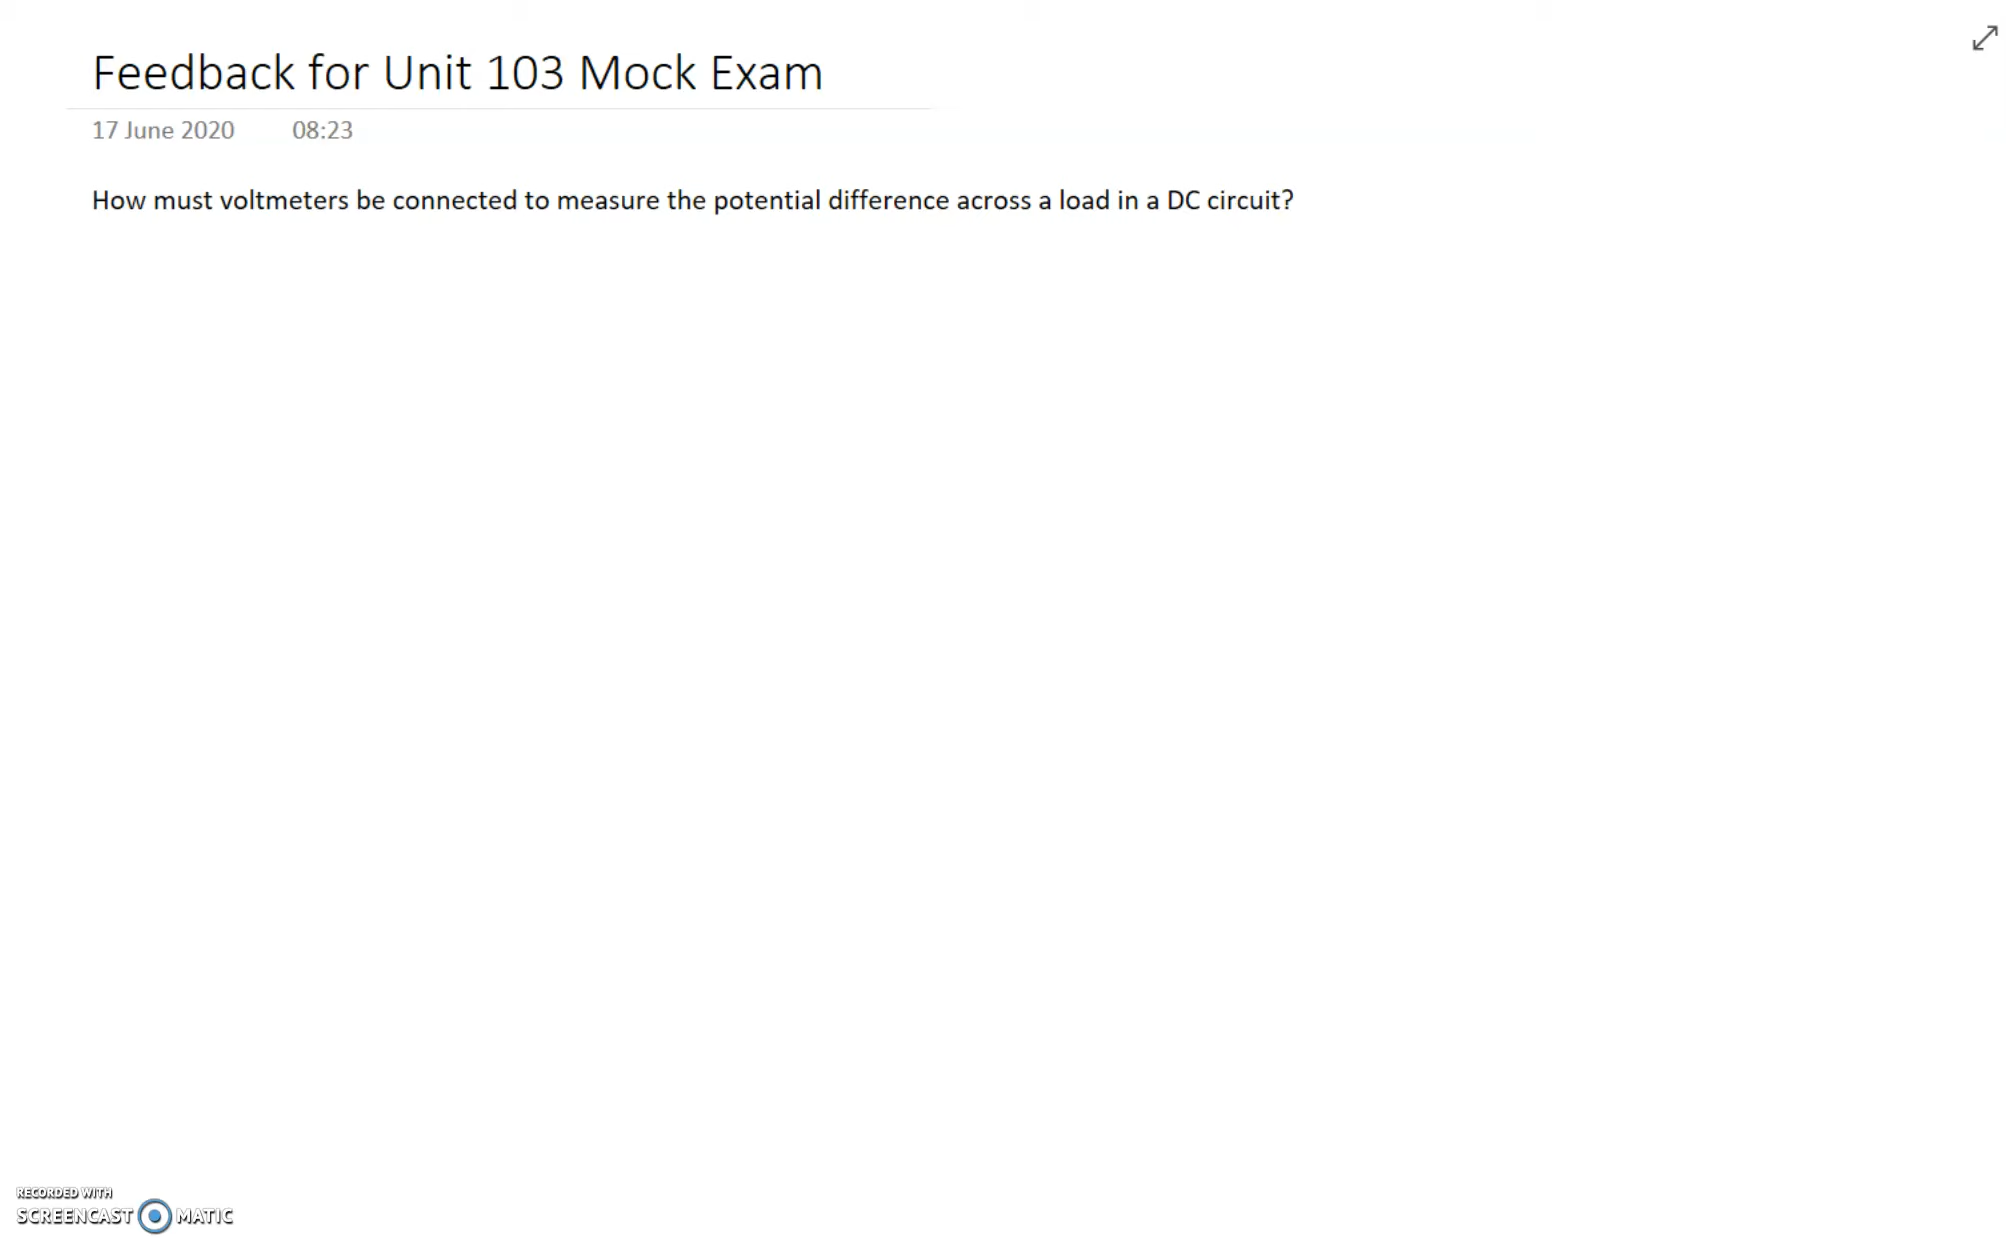 Feedback for Unit 103 Mock Exam
17 June 2020 08:23
How must voltmeters be connected to measure the potential difference across a load in a DC circuit?
RECORDED WITH
SCREENCAST MATIC